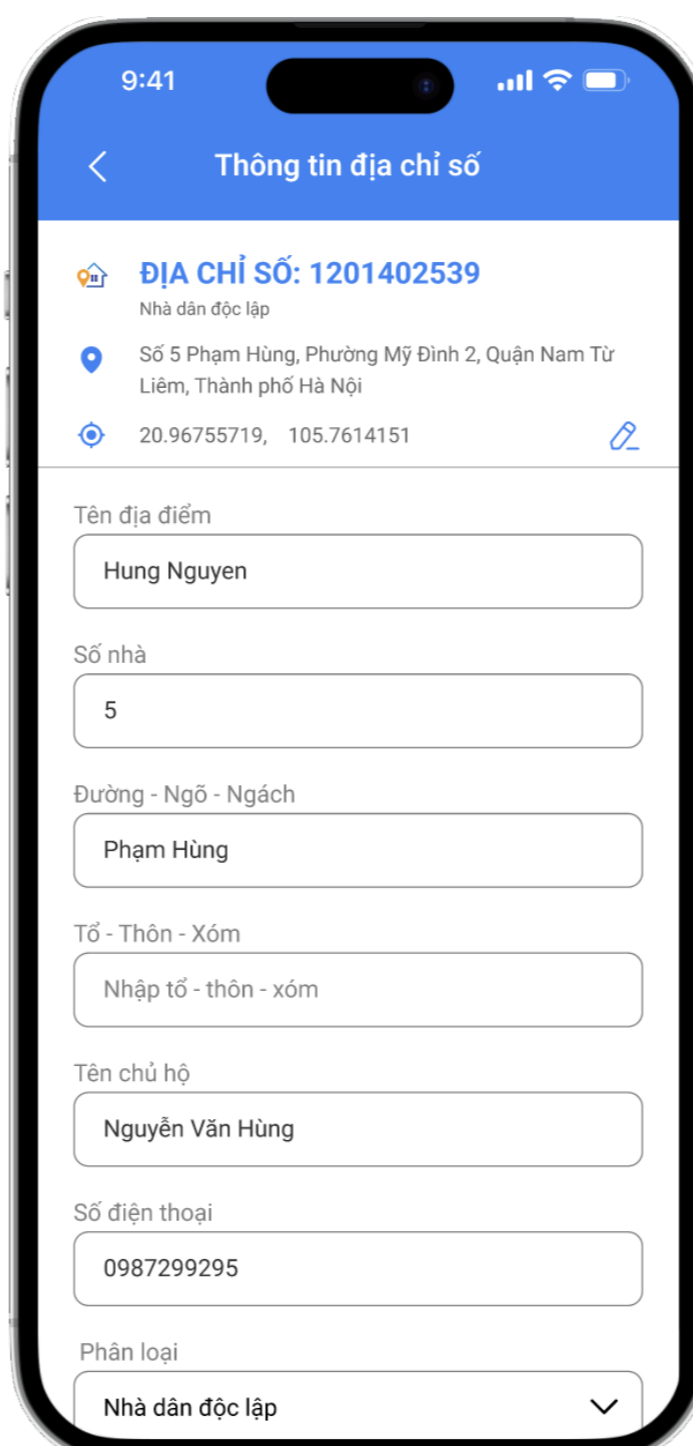 9:41
Thông tin địa chỉ số
ĐỊA CHỈ SỐ: 1201402539
Nhà dân độc lập
Số 5 Phạm Hùng, Phường Mỹ Đình 2, Quận Nam Từ
Liêm, Thành phố Hà Nội
20.96755719, 105.7614151
Tên địa điểm
Hung Nguyen
Số nhà
5
Đường - Ngõ - Ngách
Phạm Hùng
Tổ - Thôn - Xóm
Nhập tổ - thôn - xóm
Tên chủ hộ
Nguyễn Văn Hùng
Số điện thoại
0987299295
Phân loại
Nhà dân độc lập